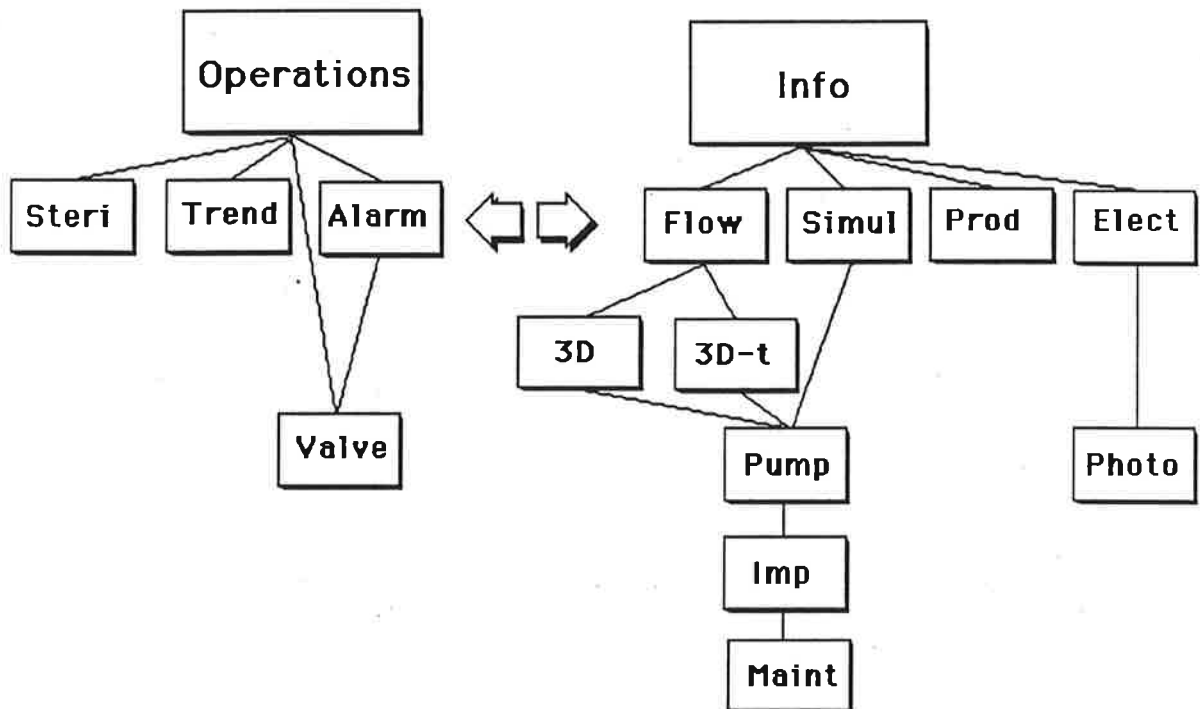 Operations
Info
Steri
Trend
Alarm
Flow
Simul
Prod
Elect
3D
3D-t
Valve
Pump
Photo
Imp
Maint